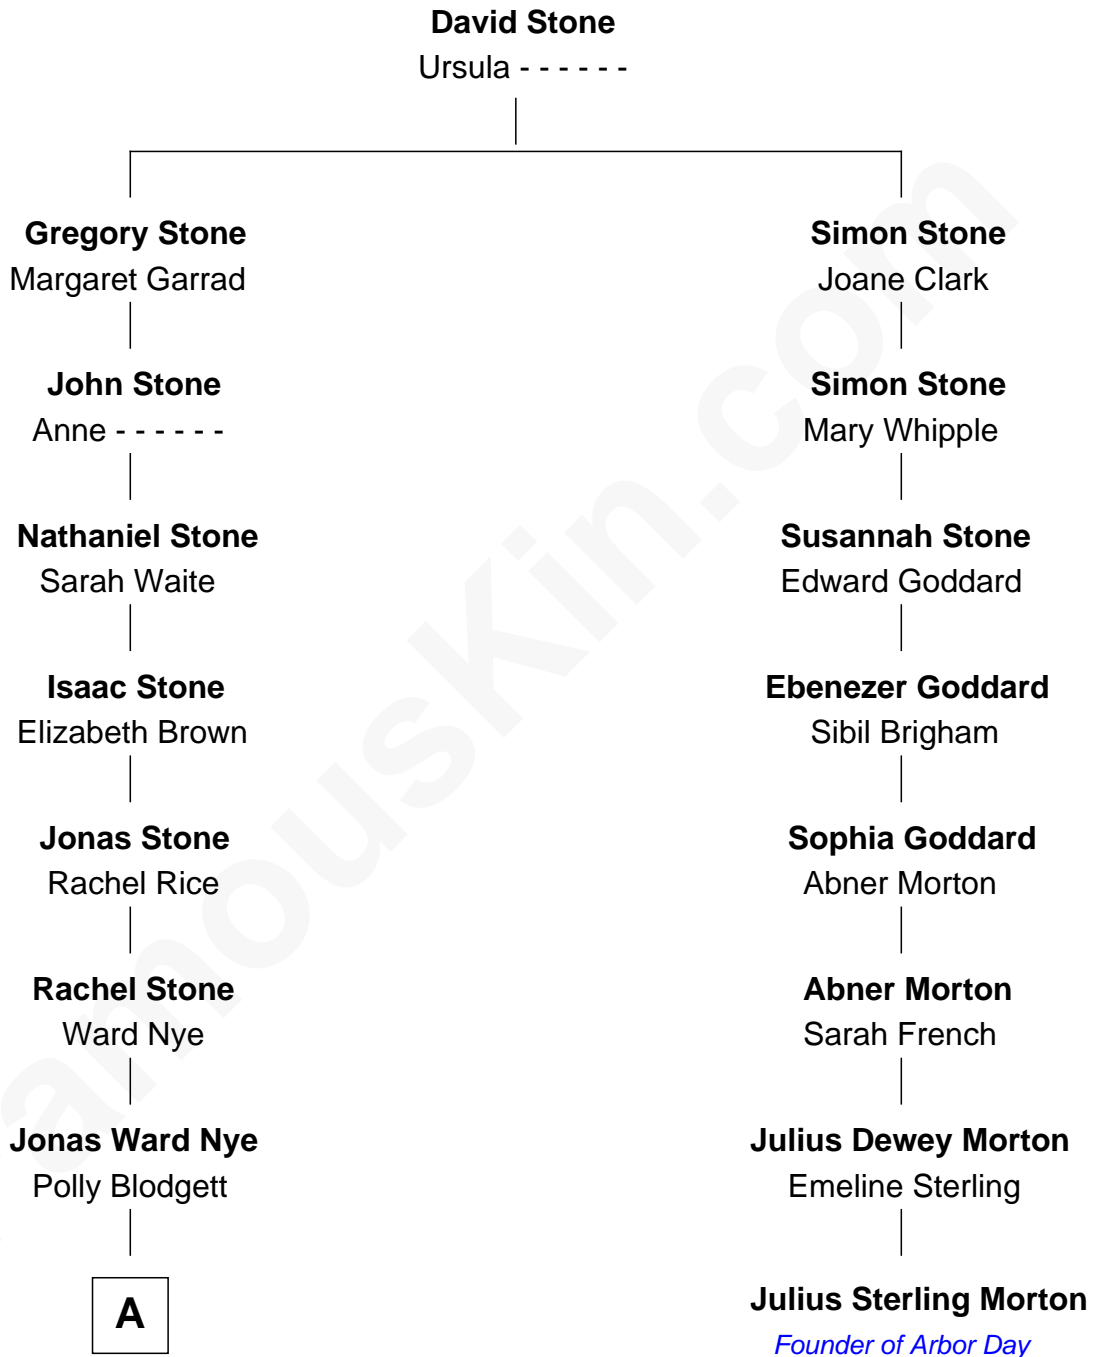 David Stone
Ursula - - - - - -
Gregory Stone
Margaret Garrad
Simon Stone
Joane Clark
John Stone
Anne - - - - - -
Simon Stone
Mary Whipple
Nathaniel Stone
Sarah Waite
Susannah Stone
Edward Goddard
Isaac Stone
Elizabeth Brown
Ebenezer Goddard
Sibil Brigham
Jonas Stone
Rachel Rice
Sophia Goddard
Abner Morton
Rachel Stone
Ward Nye
Abner Morton
Sarah French
Jonas Ward Nye
Polly Blodgett
Julius Dewey Morton
Emeline Sterling
A
Julius Sterling Morton
Founder of Arbor Day
amouskin.com